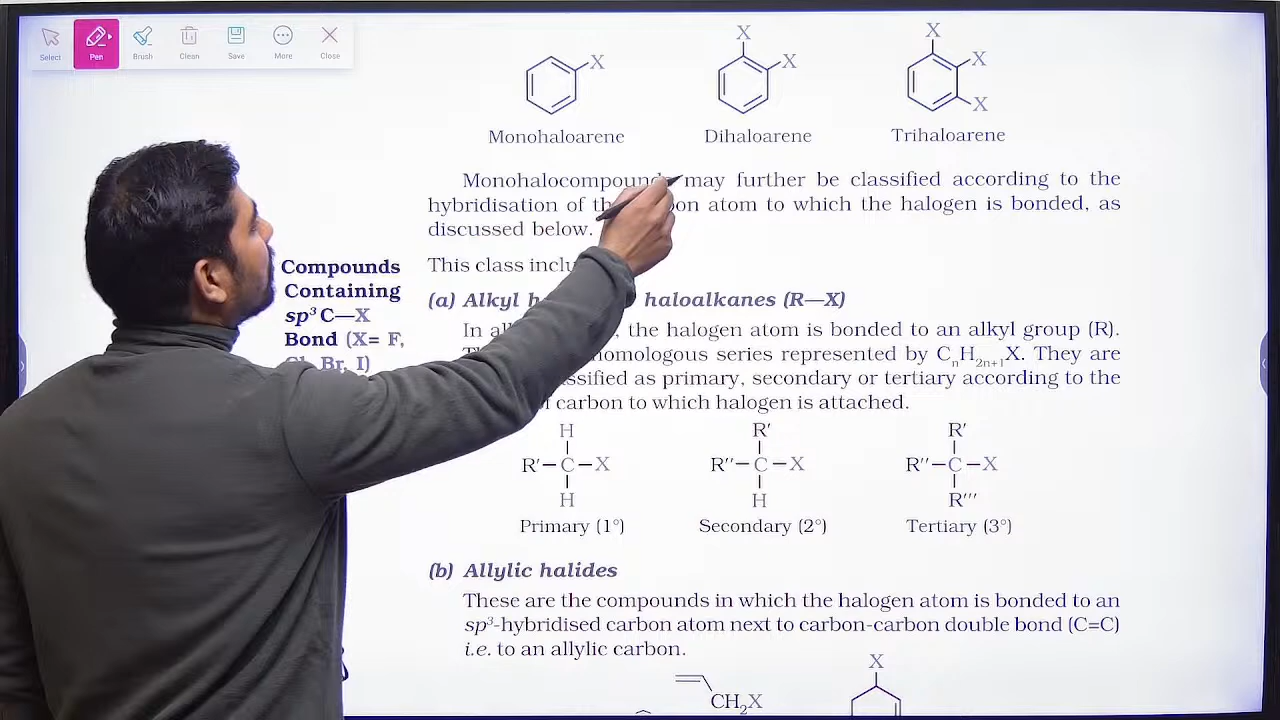 Select Pen Brush Clean Save More Close
X X X X X X
Monohaloarene Dihaloarene Trihaloarene
Monohalocompounds may further be classified according to the
hybridisation of the on atom to which the halogen is bonded, as
discussed below.
Compounds
Containing
sp³ C—X
Bond (X= F,
Cl, Br, I)
This class inclu
(a) Alkyl h haloalkanes (R—X)
In al , the halogen atom is bonded to an alkyl group (R).
homologous series represented by CₙH₂ₙ₊₁X. They are
ssified as primary, secondary or tertiary according to the
carbon to which halogen is attached.
H R′ R′
R′—C—X R″—C—X R″—C—X
H H R‴
Primary (1°) Secondary (2°) Tertiary (3°)
(b) Allylic halides
These are the compounds in which the halogen atom is bonded to an
sp³-hybridised carbon atom next to carbon-carbon double bond (C=C)
i.e. to an allylic carbon.
X
CH₂X